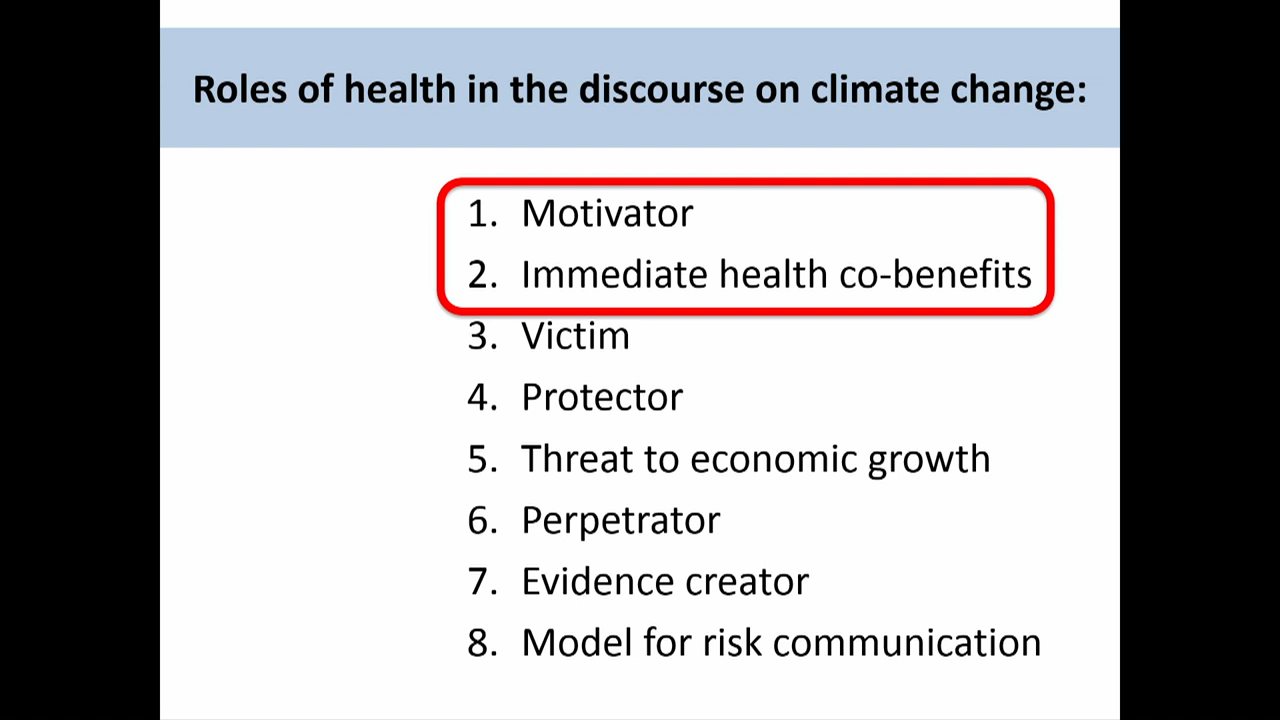 Roles of health in the discourse on climate change:
1. Motivator
2. Immediate health co-benefits
3. Victim
4. Protector
5. Threat to economic growth
6. Perpetrator
7. Evidence creator
8. Model for risk communication